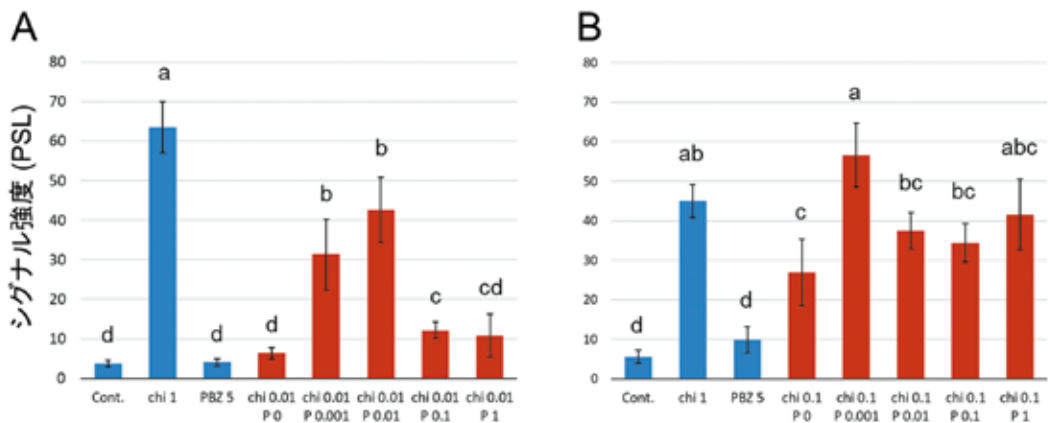 A
シグナル強度 (PSL)
80
70
60
50
40
30
20
10
0
a
d
d
d
b
b
c
cd
Cont.
chi 1
PBZ 5
chi 0.01
P 0
chi 0.01
P 0.001
chi 0.01
P 0.01
chi 0.01
P 0.1
chi 0.01
P 1
B
80
70
60
50
40
30
20
10
0
d
ab
d
c
a
bc
bc
abc
Cont.
chi 1
PBZ 5
chi 0.1
P 0
chi 0.1
P 0.001
chi 0.1
P 0.01
chi 0.1
P 0.1
chi 0.1
P 1